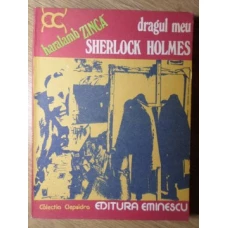 haralamb ZINCĂ
dragul meu
SHERLOCK HOLMES
Colecția Clepsidra
EDITURA EMINESCU